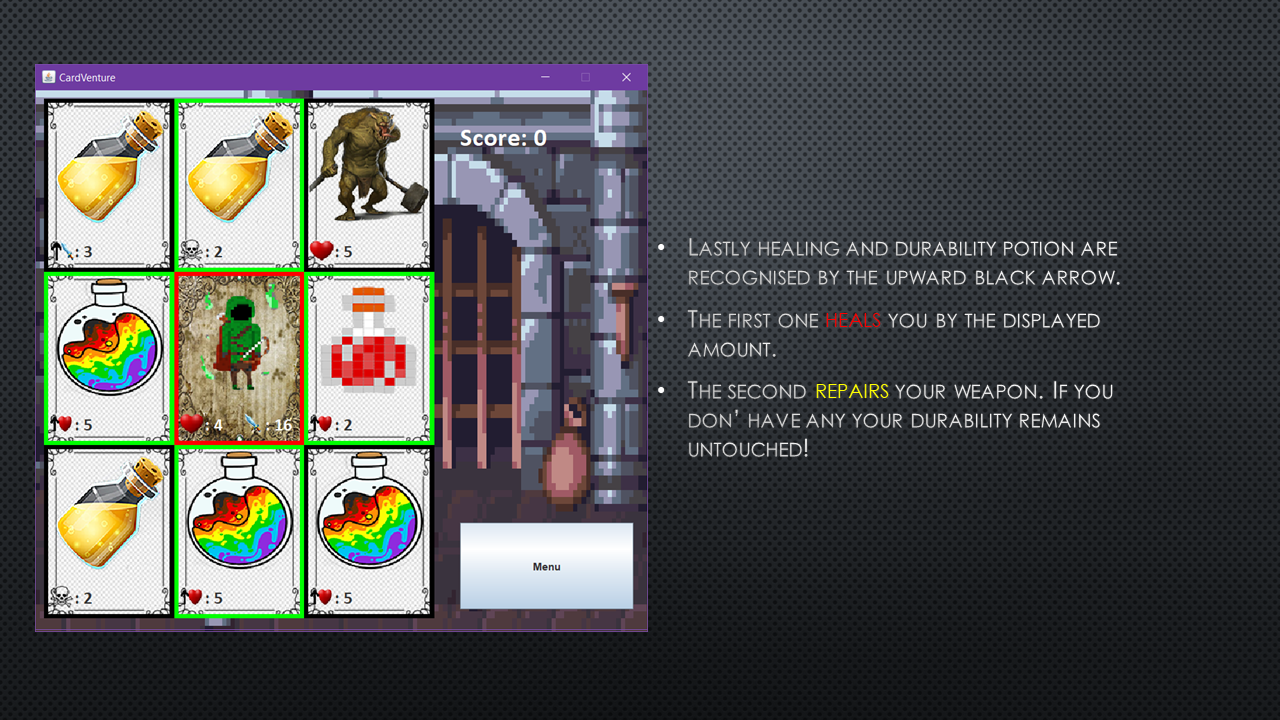 CardVenture
Score: 0
: 3
: 2
: 5
: 5
: 4
: 16
: 2
: 2
: 5
: 5
Menu
• LASTLY HEALING AND DURABILITY POTION ARE
RECOGNISED BY THE UPWARD BLACK ARROW.
• THE FIRST ONE HEALS YOU BY THE DISPLAYED
AMOUNT.
• THE SECOND REPAIRS YOUR WEAPON. IF YOU
DON' HAVE ANY YOUR DURABILITY REMAINS
UNTOUCHED!